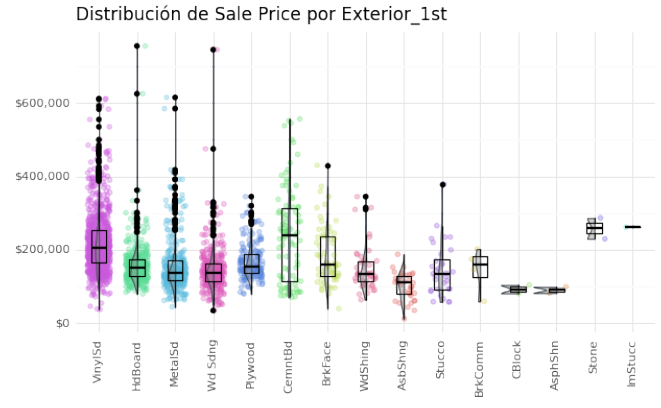 Distribución de Sale Price por Exterior_1st
$600,000
$400,000
$200,000
$0
VinylSd
HdBoard
MetalSd
Wd Sdng
Plywood
CemntBd
BrkFace
WdShing
AsbShng
Stucco
BrkComm
CBlock
AsphShn
Stone
ImStucc